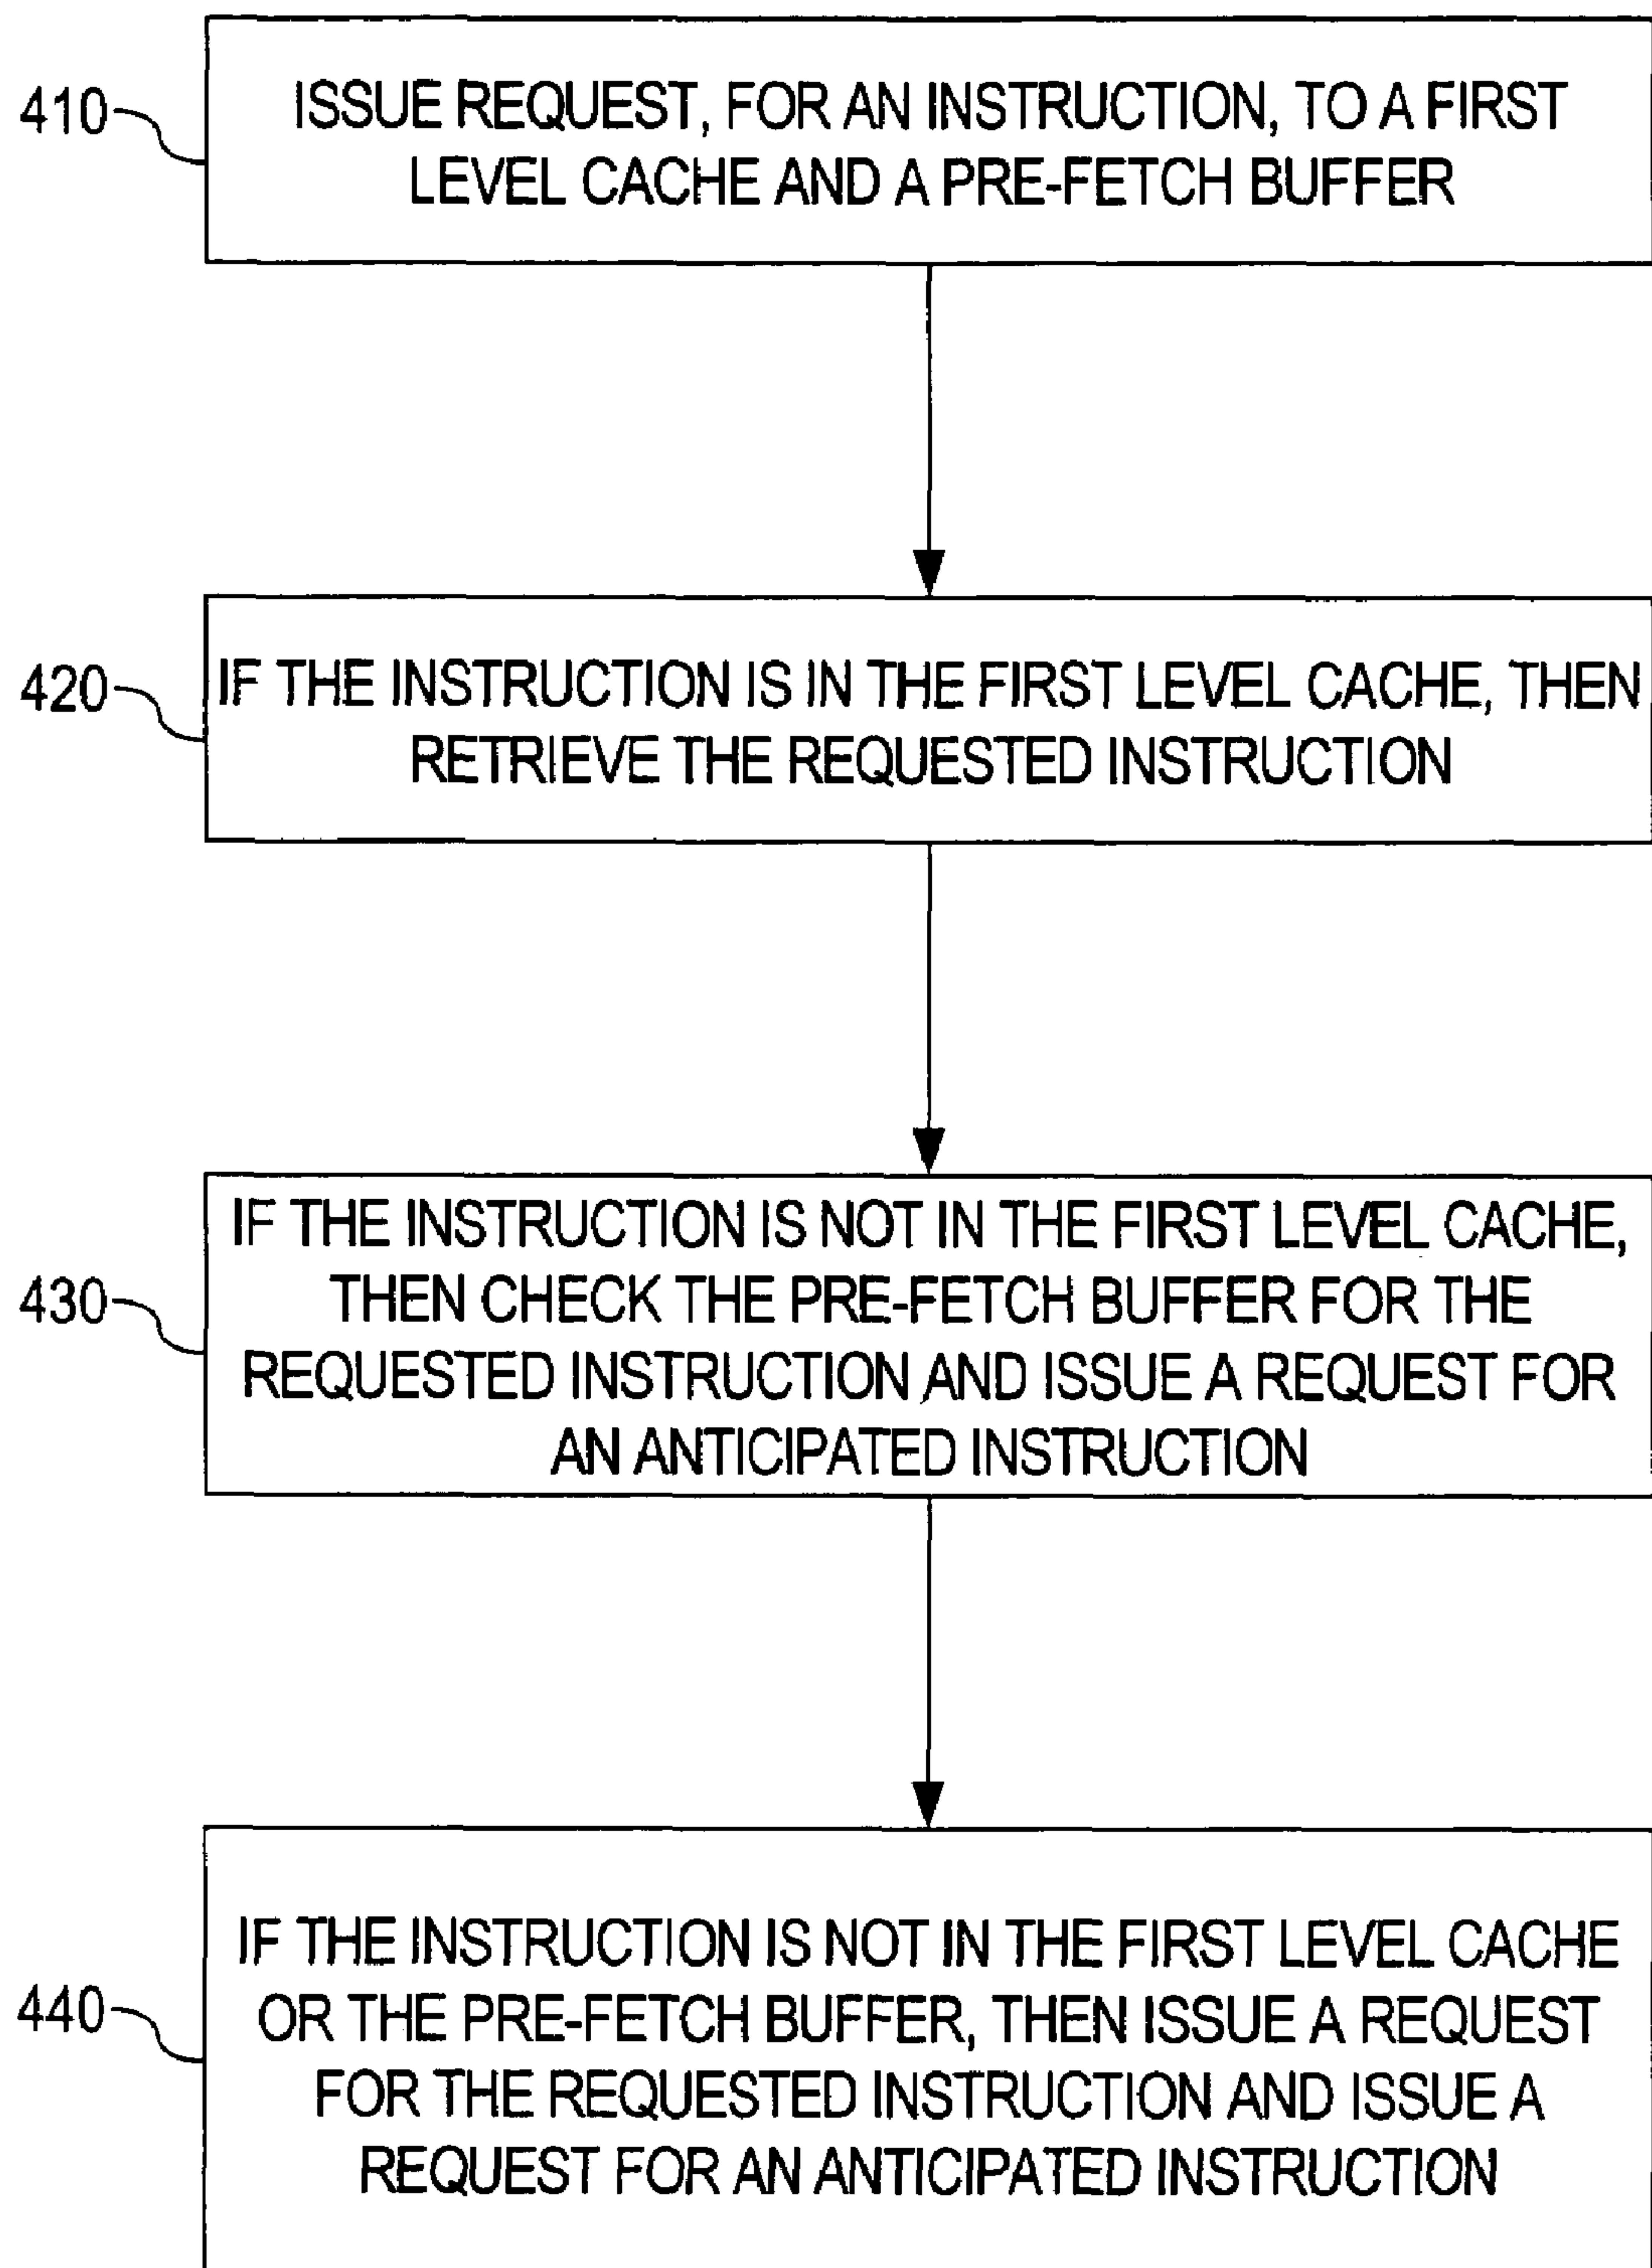 410
ISSUE REQUEST, FOR AN INSTRUCTION, TO A FIRST
LEVEL CACHE AND A PRE-FETCH BUFFER
420
IF THE INSTRUCTION IS IN THE FIRST LEVEL CACHE, THEN
RETRIEVE THE REQUESTED INSTRUCTION
430
IF THE INSTRUCTION IS NOT IN THE FIRST LEVEL CACHE,
THEN CHECK THE PRE-FETCH BUFFER FOR THE
REQUESTED INSTRUCTION AND ISSUE A REQUEST FOR
AN ANTICIPATED INSTRUCTION
440
IF THE INSTRUCTION IS NOT IN THE FIRST LEVEL CACHE
OR THE PRE-FETCH BUFFER, THEN ISSUE A REQUEST
FOR THE REQUESTED INSTRUCTION AND ISSUE A
REQUEST FOR AN ANTICIPATED INSTRUCTION